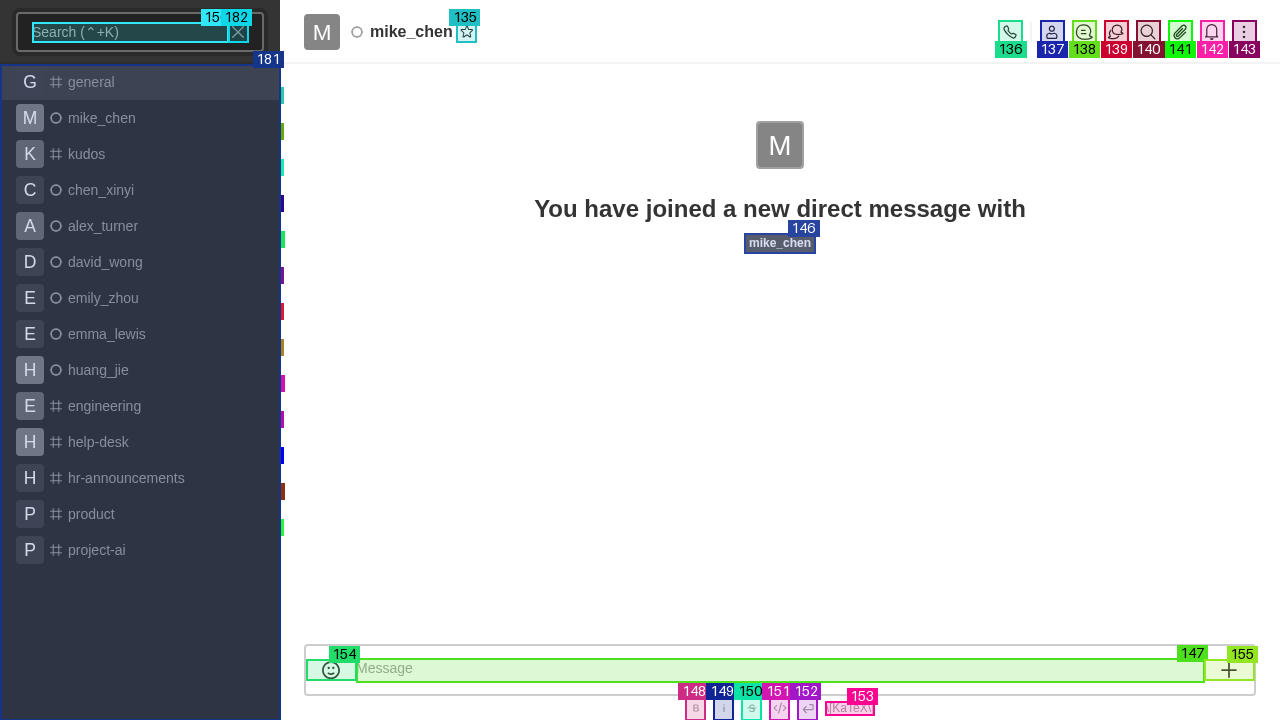 Search (⌃+K)
15
182
181
G general
M mike_chen
K kudos
C chen_xinyi
A alex_turner
D david_wong
E emily_zhou
E emma_lewis
H huang_jie
E engineering
H help-desk
H hr-announcements
P product
P project-ai
M mike_chen
135
136
137
138
139
140
141
142
143
M
You have joined a new direct message with
146
mike_chen
154
Message
147
155
148
149
150
151
152
153
B
i
S
</>
\[KaTeX\]